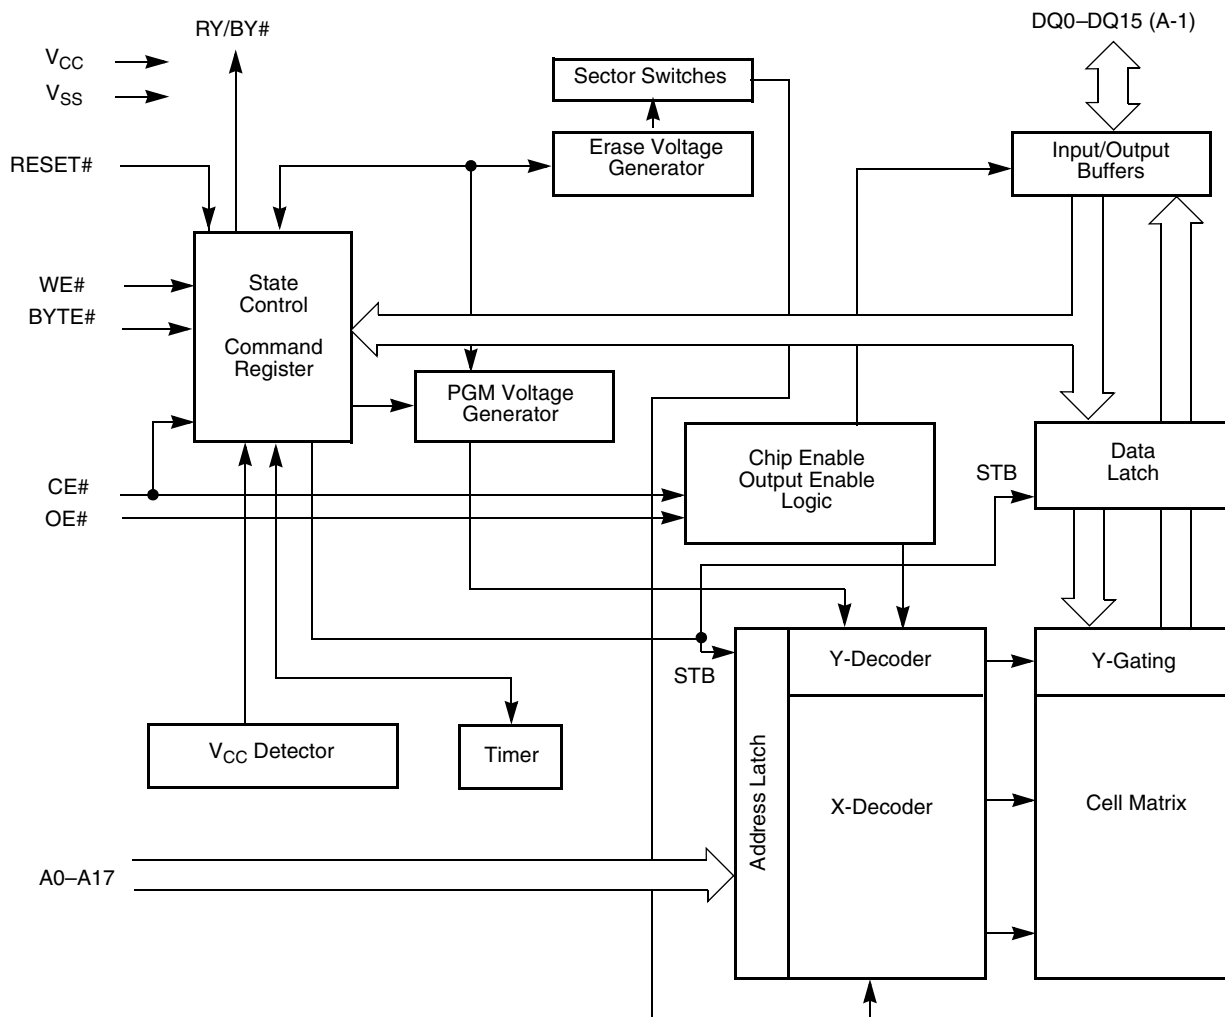 RY/BY#
DQ0–DQ15 (A-1)
VCC
VSS
Sector Switches
Erase Voltage
Generator
Input/Output
Buffers
RESET#
WE#
BYTE#
State
Control
Command
Register
PGM Voltage
Generator
Chip Enable
Output Enable
Logic
STB
Data
Latch
CE#
OE#
STB
Y-Decoder
Y-Gating
VCC Detector
Timer
Address Latch
X-Decoder
Cell Matrix
A0–A17